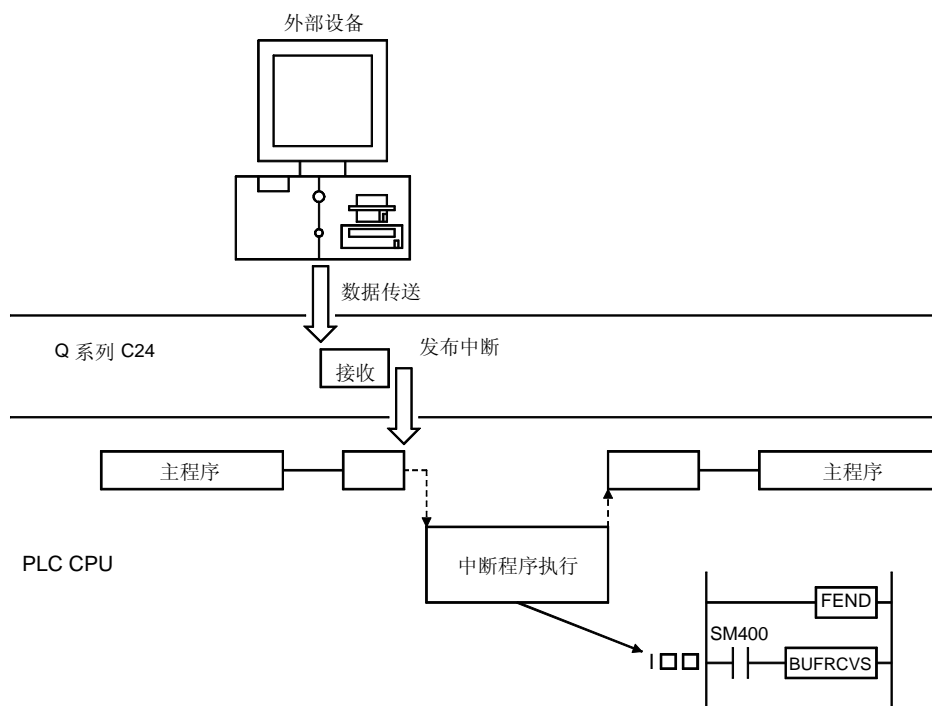 外部设备
数据传送
Q 系列 C24
发布中断
接收
主程序
主程序
PLC CPU
中断程序执行
FEND
SM400
I□□
BUFRCVS